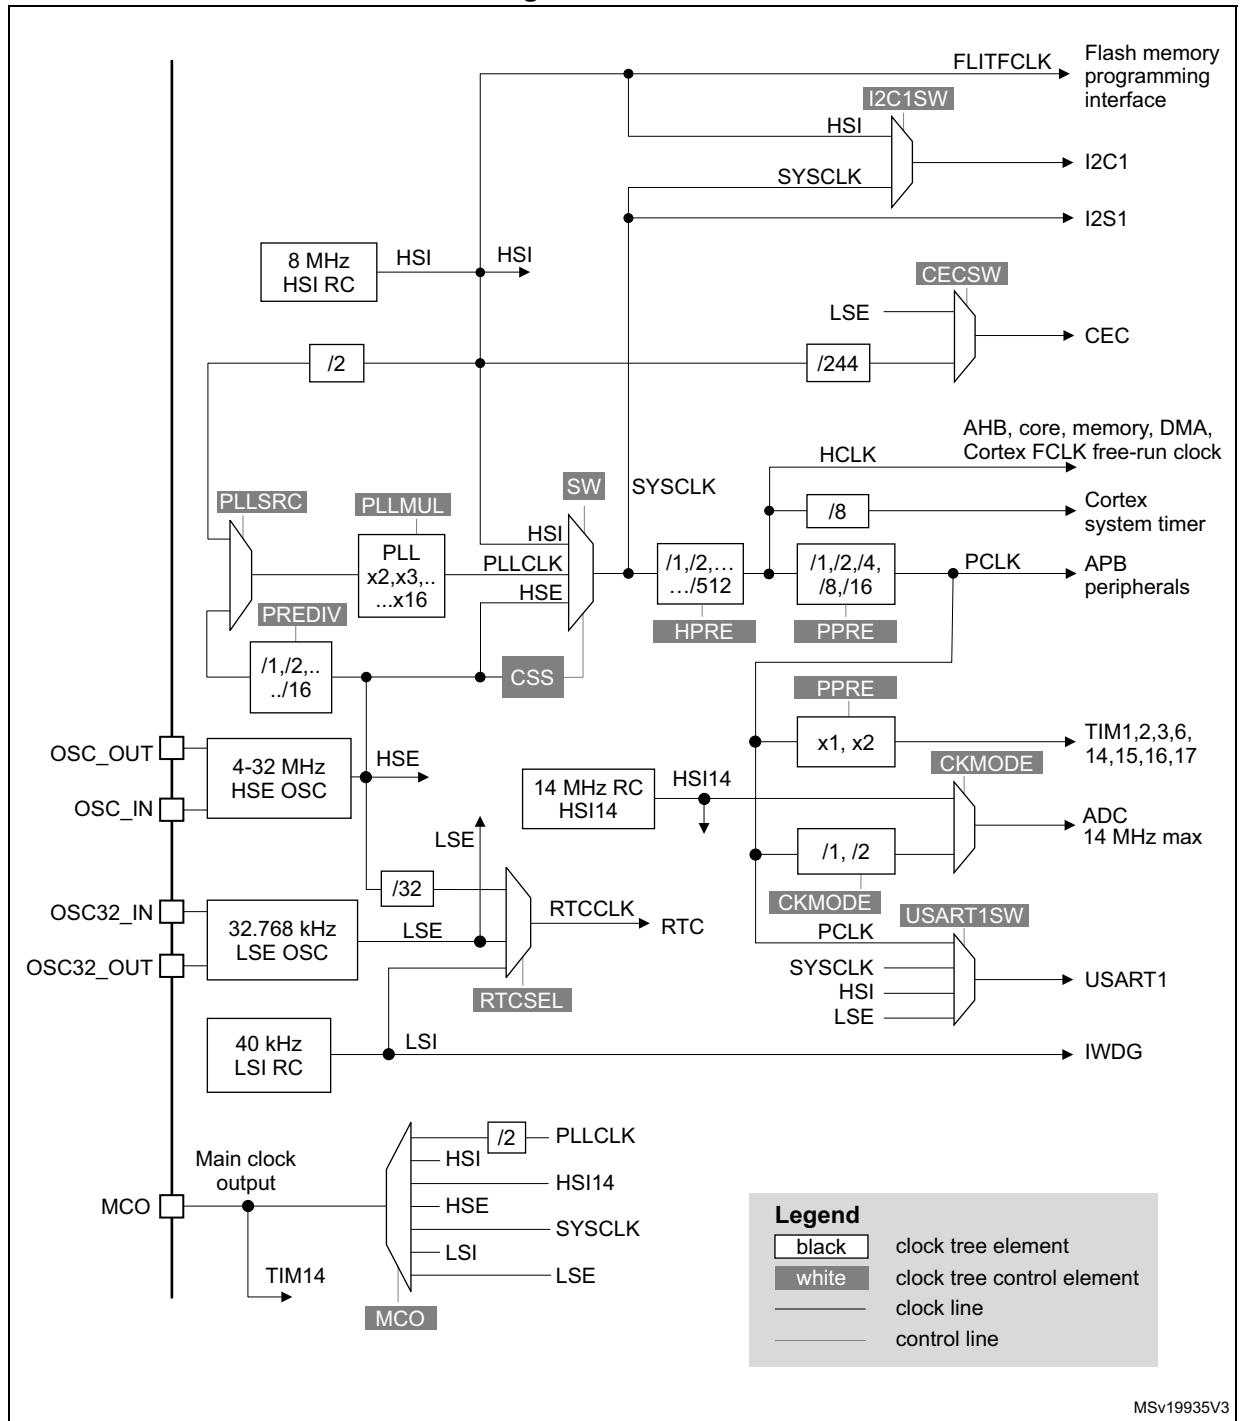 FLITFCLK
Flash memory
programming
interface
I2C1SW
HSI
SYSCLK
I2C1
I2S1
8 MHz
HSI RC
HSI
HSI
CECSW
LSE
CEC
/2
/244
AHB, core, memory, DMA,
Cortex FCLK free-run clock
HCLK
/8
Cortex
system timer
PLLSRC
PLLMUL
SW
SYSCLK
PLL
x2,x3,..
...x16
HSI
PLLCLK
HSE
/1,/2,…
…/512
HPRE
/1,/2,/4,
/8,/16
PPRE
PCLK
APB
peripherals
PREDIV
/1,/2,..
../16
CSS
PPRE
x1, x2
TIM1,2,3,6,
14,15,16,17
OSC_OUT
OSC_IN
4-32 MHz
HSE OSC
HSE
14 MHz RC
HSI14
HSI14
CKMODE
ADC
14 MHz max
/1, /2
CKMODE
LSE
/32
OSC32_IN
OSC32_OUT
32.768 kHz
LSE OSC
LSE
RTCCLK
RTC
RTCSEL
USART1SW
PCLK
SYSCLK
HSI
LSE
USART1
40 kHz
LSI RC
LSI
IWDG
Main clock
output
MCO
TIM14
/2
PLLCLK
HSI
HSI14
HSE
SYSCLK
LSI
LSE
MCO
Legend
black
clock tree element
white
clock tree control element
clock line
control line
MSv19935V3